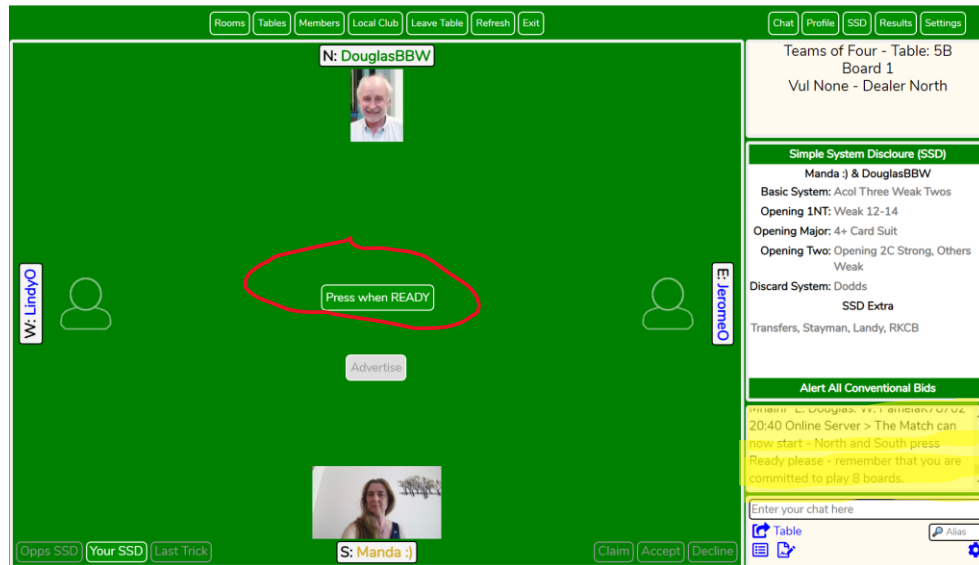 Rooms Tables Members Local Club Leave Table Refresh Exit
Chat Profile SSD Results Settings
N: DouglasBBW
W: LindyO
Press when READY
E: JeromeO
Advertise
S: Manda :)
Opps SSD Your SSD Last Trick
Claim Accept Decline
Teams of Four - Table: 5B
Board 1
Vul None - Dealer North
Simple System Discloure (SSD)
Manda :) & DouglasBBW
Basic System: Acol Three Weak Twos
Opening 1NT: Weak 12-14
Opening Major: 4+ Card Suit
Opening Two: Opening 2C Strong, Others
Weak
Discard System: Dodds
SSD Extra
Transfers, Stayman, Landy, RKCB
Alert All Conventional Bids
E: Douglas. W:
20:40 Online Server > The Match can
now start - North and South press
Ready please - remember that you are
committed to play 8 boards.
Enter your chat here
Table
Alias